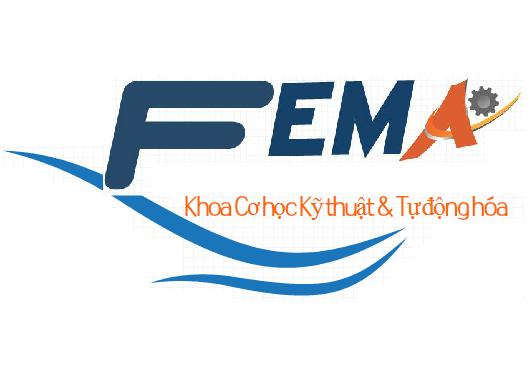 FEMA
Khoa Cơ học Kỹ thuật & Tự động hóa